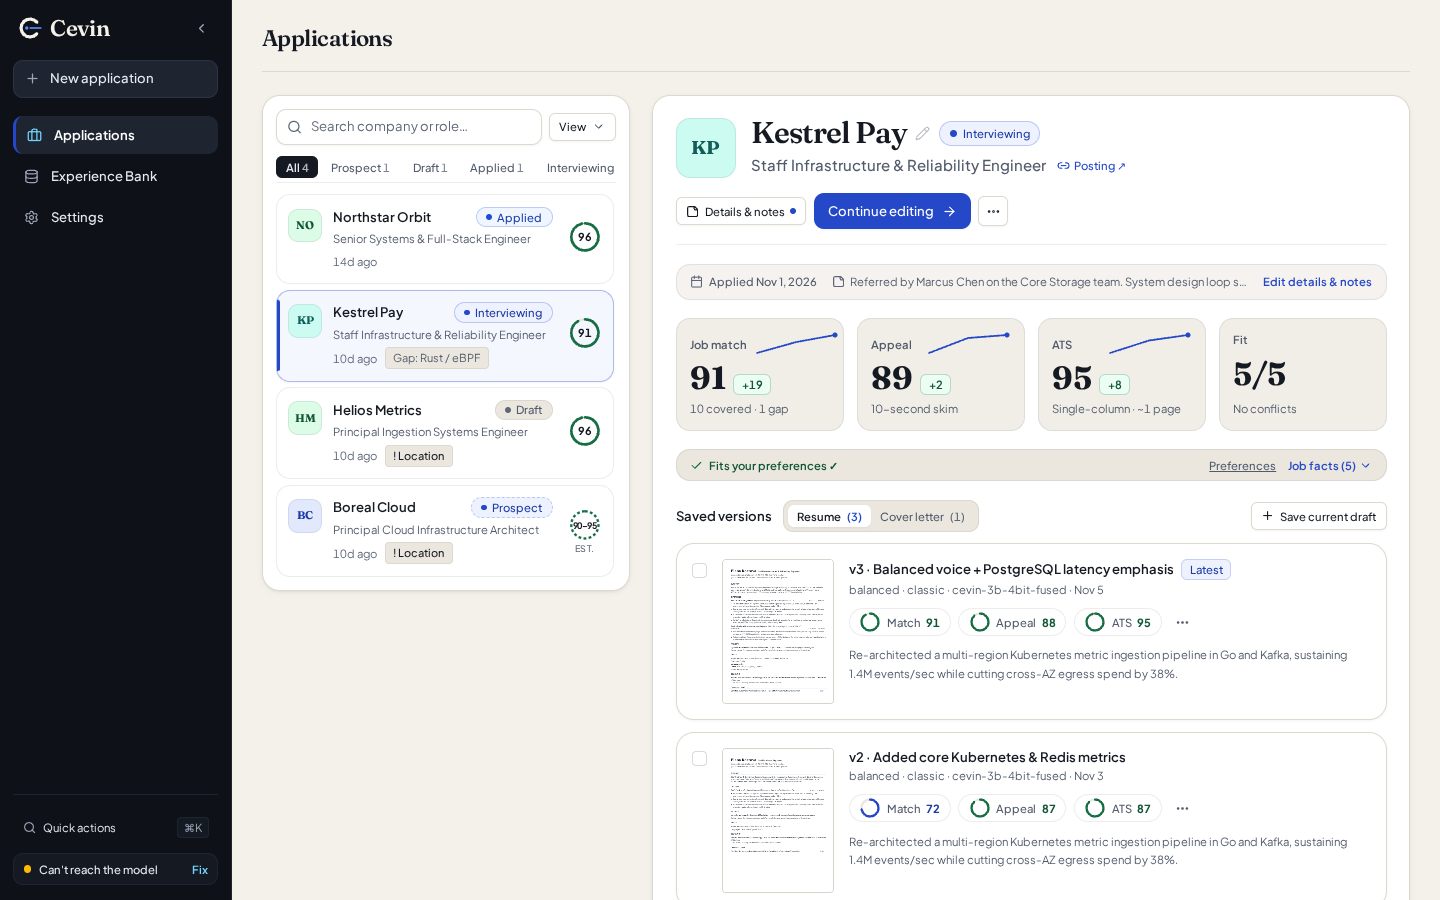 Cevin
New application
Applications
Experience Bank
Settings
Quick actions ⌘K
Can't reach the model Fix
Applications
Search company or role...
View
All 4 Prospect 1 Draft 1 Applied 1 Interviewing
NO Northstar Orbit Applied 96
Senior Systems & Full-Stack Engineer
14d ago
KP Kestrel Pay Interviewing 91
Staff Infrastructure & Reliability Engineer
10d ago Gap: Rust / eBPF
HM Helios Metrics Draft 96
Principal Ingestion Systems Engineer
10d ago ! Location
BC Boreal Cloud Prospect 90–95
Principal Cloud Infrastructure Architect
10d ago ! Location EST.
KP Kestrel Pay Interviewing
Staff Infrastructure & Reliability Engineer Posting ↗
Details & notes Continue editing → ···
Applied Nov 1, 2026 Referred by Marcus Chen on the Core Storage team. System design loop s... Edit details & notes
Job match
91 +19
10 covered · 1 gap
Appeal
89 +2
10-second skim
ATS
95 +8
Single-column · ~1 page
Fit
5/5
No conflicts
Fits your preferences ✓ Preferences Job facts (5)
Saved versions Resume (3) Cover letter (1) + Save current draft
v3 · Balanced voice + PostgreSQL latency emphasis Latest
balanced · classic · cevin-3b-4bit-fused · Nov 5
Match 91 Appeal 88 ATS 95 ···
Re-architected a multi-region Kubernetes metric ingestion pipeline in Go and Kafka, sustaining
1.4M events/sec while cutting cross-AZ egress spend by 38%.
v2 · Added core Kubernetes & Redis metrics
balanced · classic · cevin-3b-4bit-fused · Nov 3
Match 72 Appeal 87 ATS 87 ···
Re-architected a multi-region Kubernetes metric ingestion pipeline in Go and Kafka, sustaining
1.4M events/sec while cutting cross-AZ egress spend by 38%.